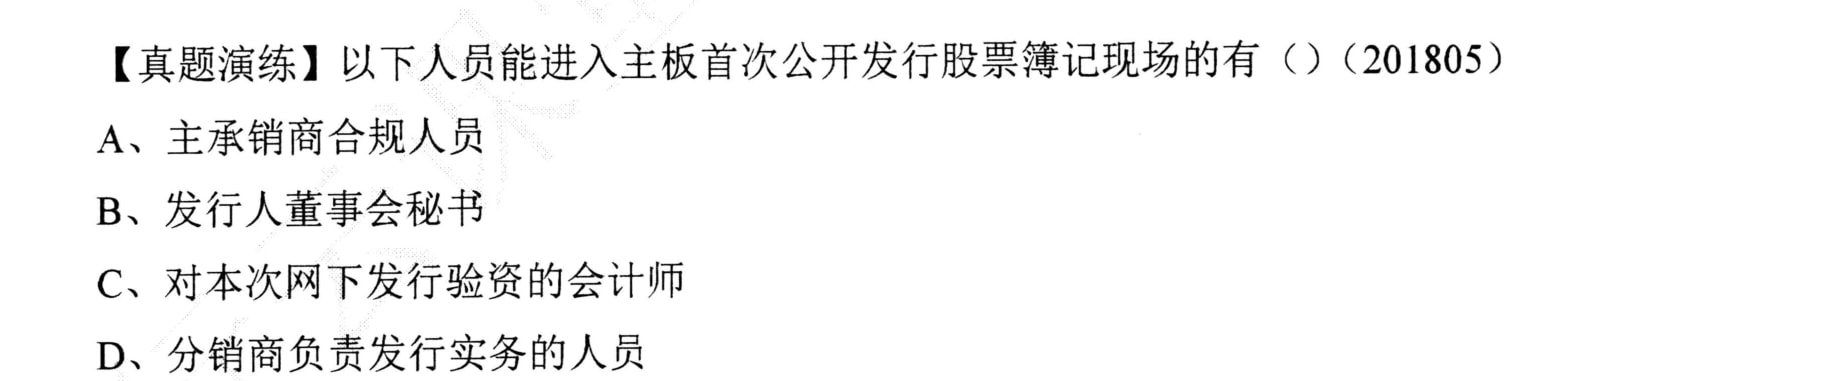 【真题演练】以下人员能进入主板首次公开发行股票簿记现场的有（）（201805）
A、主承销商合规人员
B、发行人董事会秘书
C、对本次网下发行验资的会计师
D、分销商负责发行实务的人员